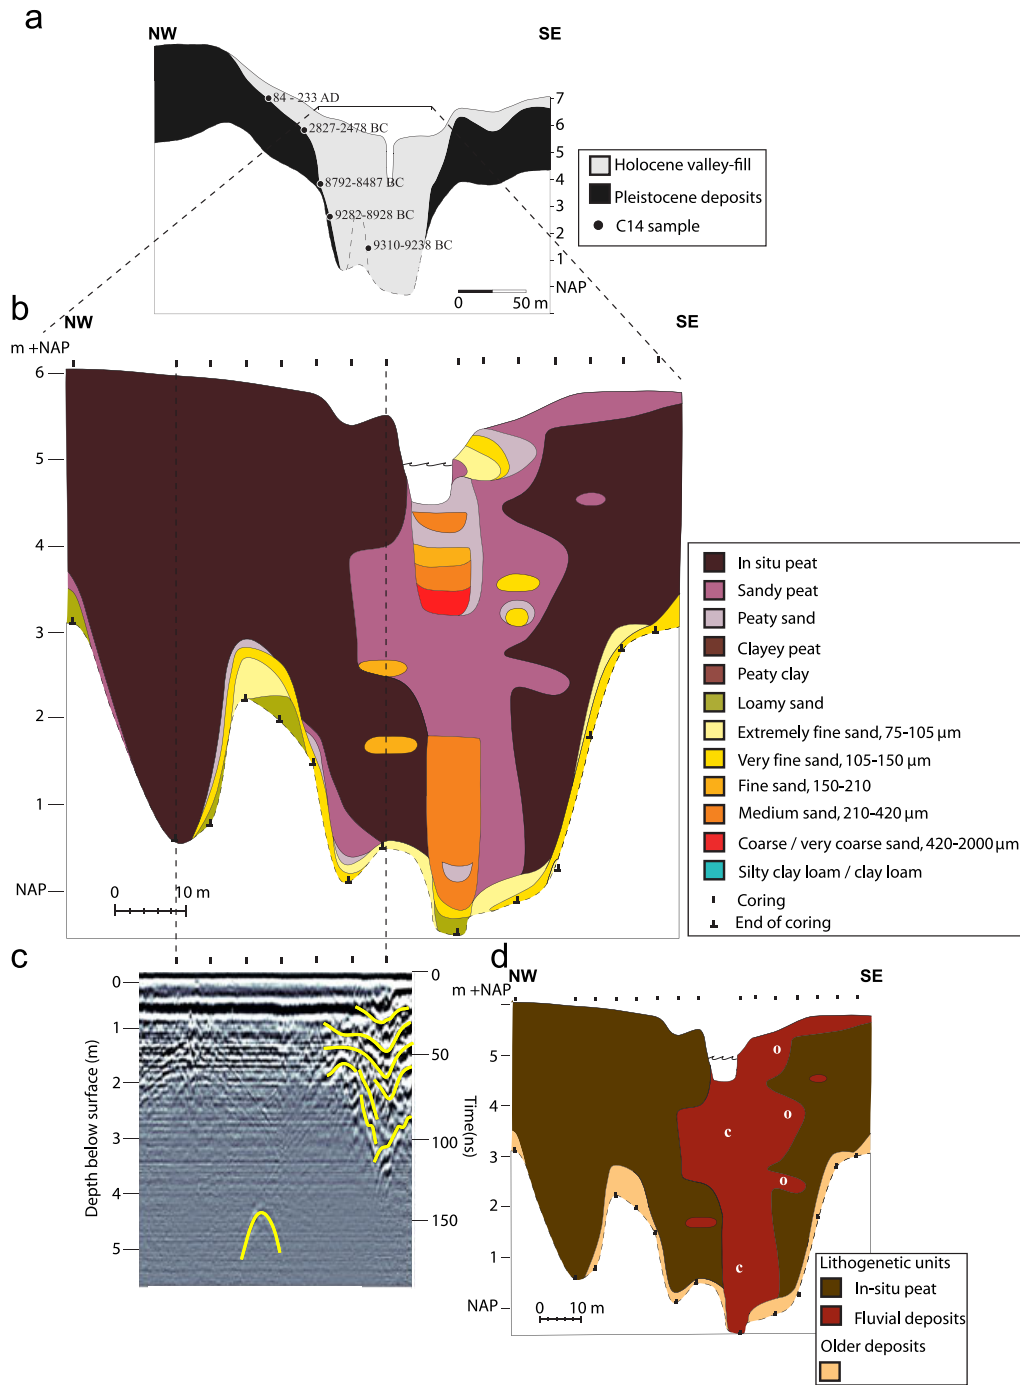 a
NW
SE
84 - 233 AD
2827-2478 BC
8792-8487 BC
9282-8928 BC
9310-9238 BC
7
6
5
4
3
2
1
NAP
0 50 m
Holocene valley-fill
Pleistocene deposits
C14 sample
b
NW
SE
m +NAP
6
5
4
3
2
1
NAP
0 10 m
In situ peat
Sandy peat
Peaty sand
Clayey peat
Peaty clay
Loamy sand
Extremely fine sand, 75-105 µm
Very fine sand, 105-150 µm
Fine sand, 150-210
Medium sand, 210-420 µm
Coarse / very coarse sand, 420-2000 µm
Silty clay loam / clay loam
Coring
End of coring
c
0
1
2
3
4
5
Depth below surface (m)
0
50
100
150
Time(ns)
d
NW
SE
m +NAP
5
4
3
2
1
NAP
0 10 m
o
o
c
o
c
Lithogenetic units
In-situ peat
Fluvial deposits
Older deposits